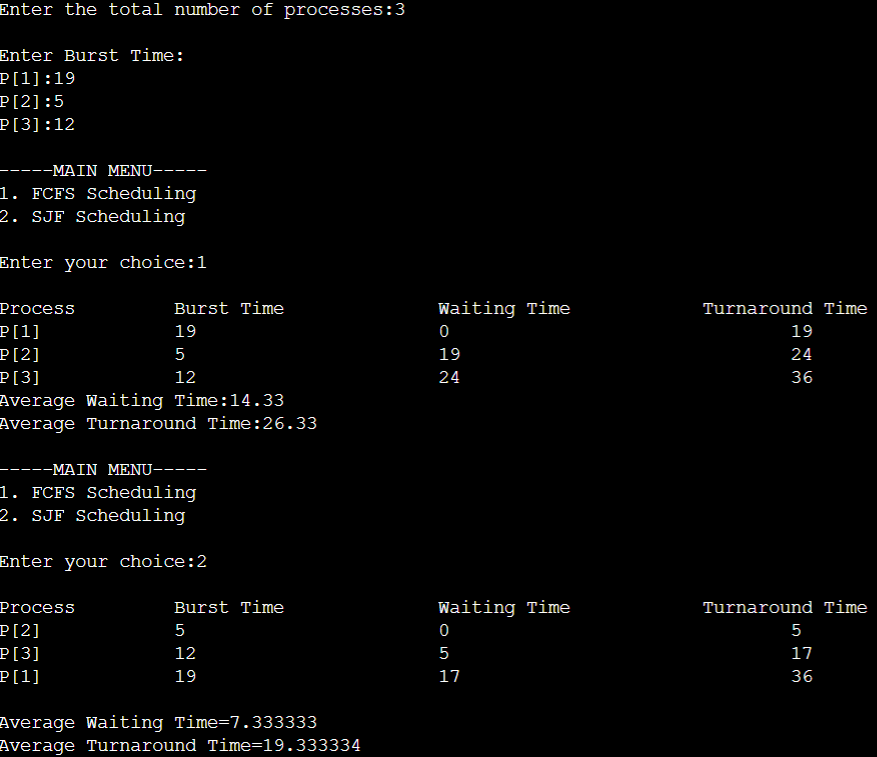 Enter the total number of processes:3
Enter Burst Time:
P[1]:19
P[2]:5
P[3]:12
-----MAIN MENU-----
1. FCFS Scheduling
2. SJF Scheduling
Enter your choice:1
Process Burst Time Waiting Time Turnaround Time
P[1] 19 0 19
P[2] 5 19 24
P[3] 12 24 36
Average Waiting Time:14.33
Average Turnaround Time:26.33
-----MAIN MENU-----
1. FCFS Scheduling
2. SJF Scheduling
Enter your choice:2
Process Burst Time Waiting Time Turnaround Time
P[2] 5 0 5
P[3] 12 5 17
P[1] 19 17 36
Average Waiting Time=7.333333
Average Turnaround Time=19.333334